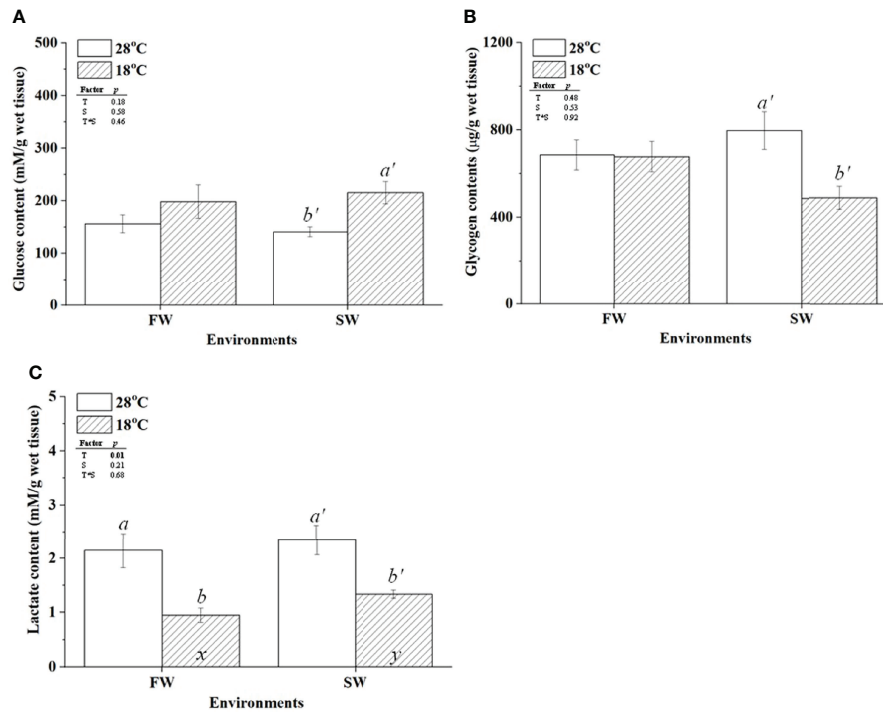 A
500
400
300
200
100
0
Glucose content (mM/g wet tissue)
28°C
18°C
Factor p
T 0.18
S 0.58
T*S 0.46
b'
a'
FW SW
Environments
B
1200
800
400
0
Glycogen contents (μg/g wet tissue)
28°C
18°C
Factor p
T 0.48
S 0.53
T*S 0.92
a'
b'
FW SW
Environments
C
5
4
3
2
1
0
Lactate content (mM/g wet tissue)
28°C
18°C
Factor p
T 0.01
S 0.21
T*S 0.68
a
b
a'
b'
x
y
FW SW
Environments